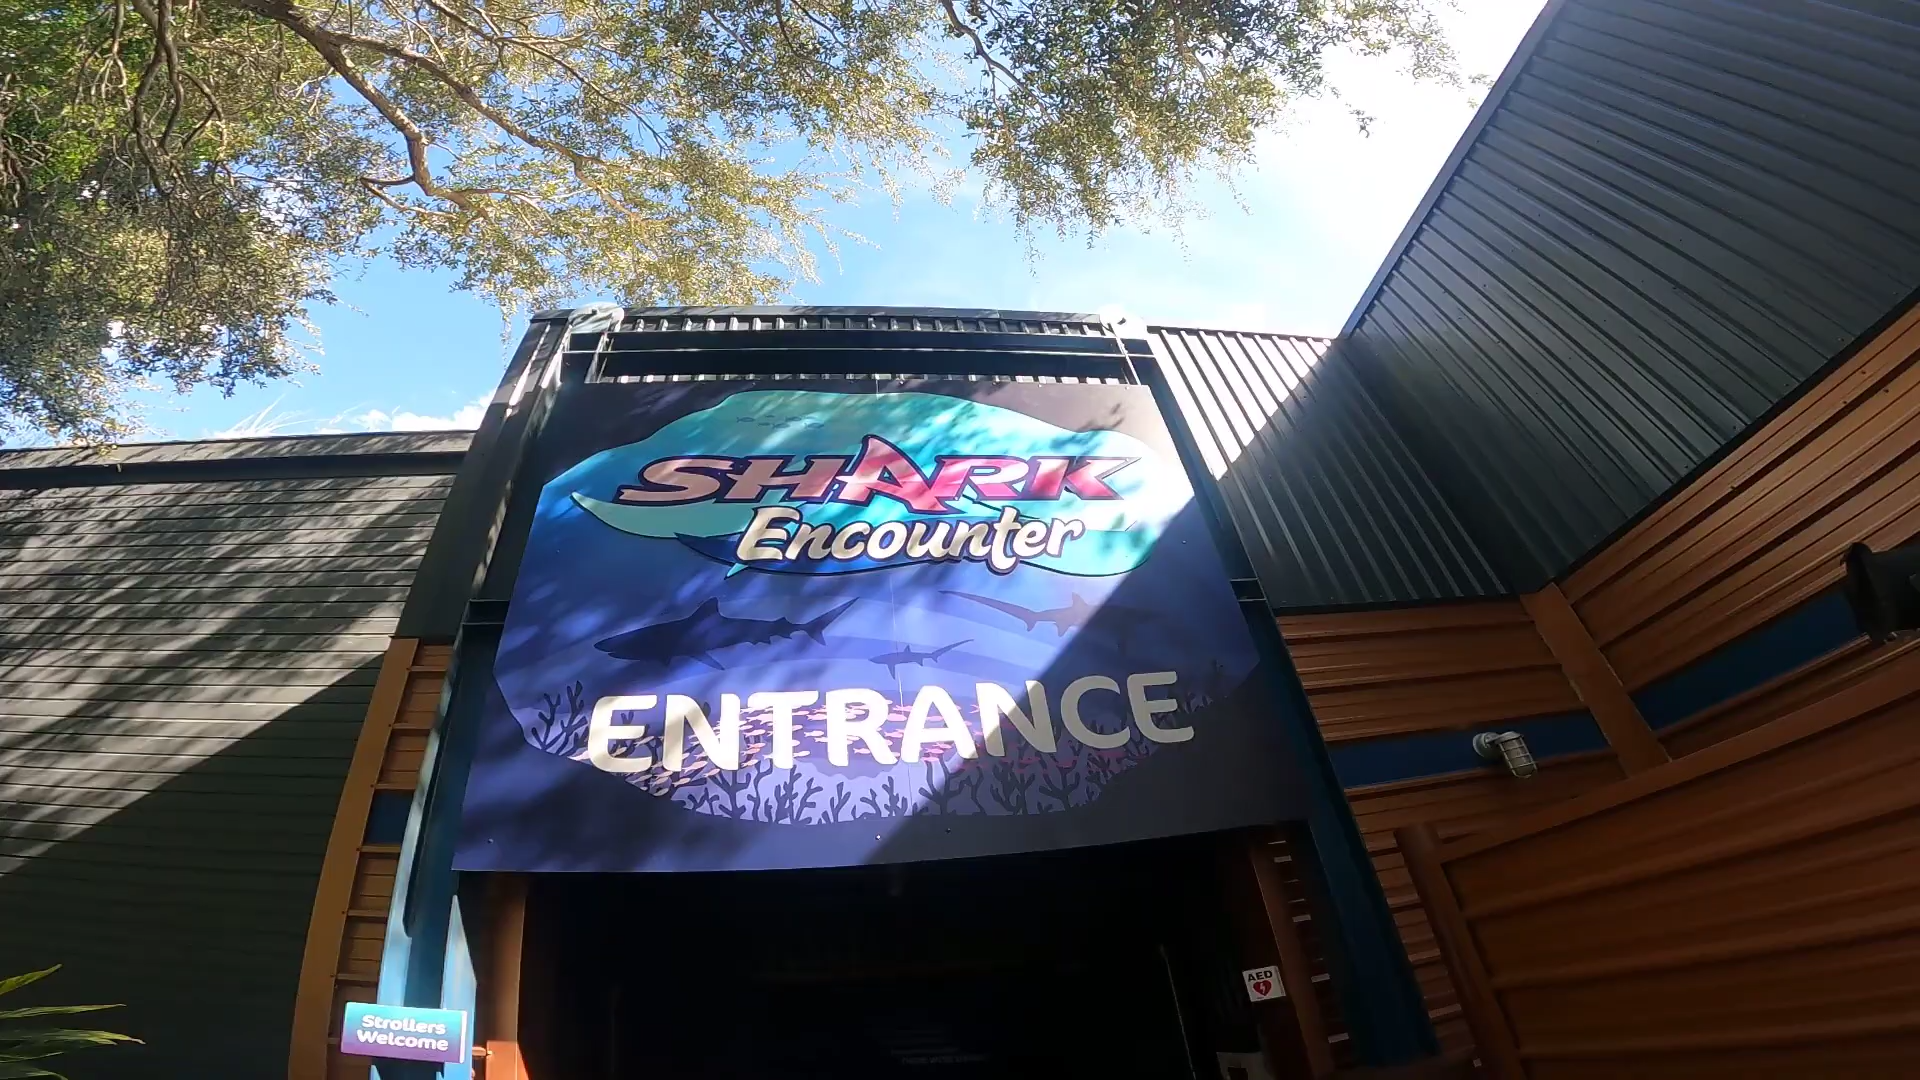 SHARK
Encounter
ENTRANCE
AED
Strollers
Welcome